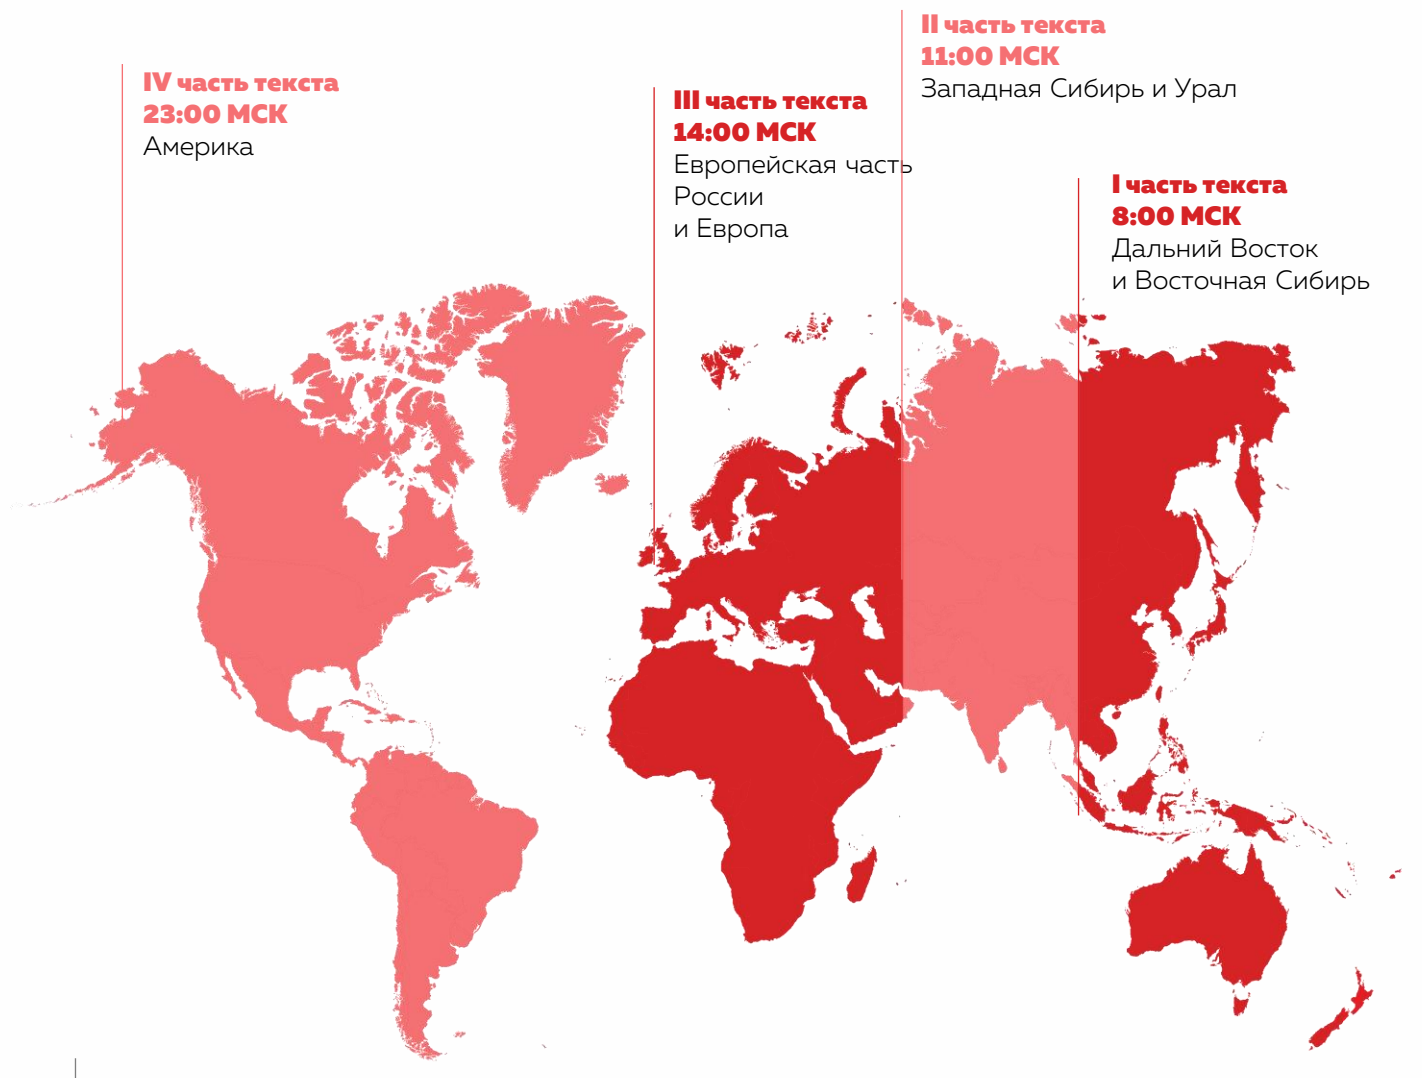 IV часть текста
23:00 МСК
Америка
III часть текста
14:00 МСК
Европейская часть
России
и Европа
II часть текста
11:00 МСК
Западная Сибирь и Урал
I часть текста
8:00 МСК
Дальний Восток
и Восточная Сибирь